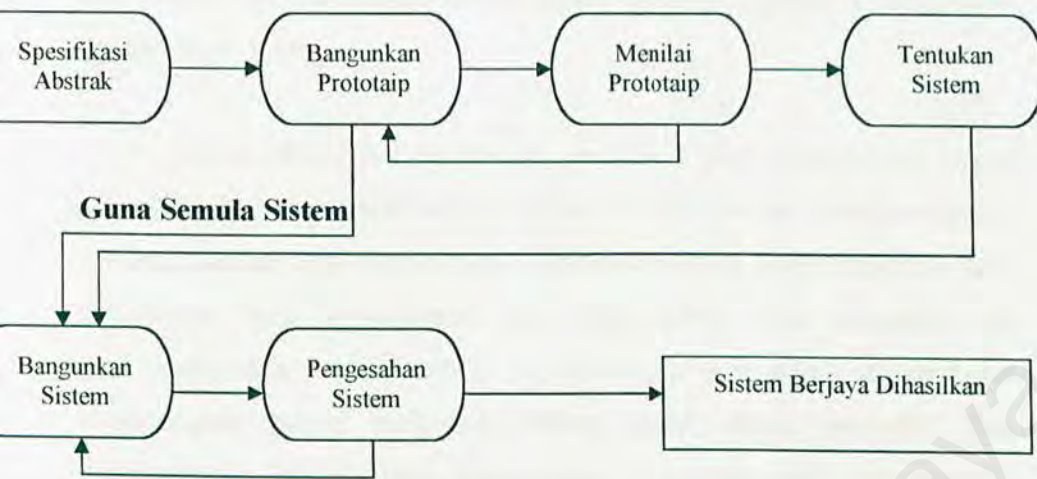 Spesifikasi
Abstrak
Bangunkan
Prototaip
Menilai
Prototaip
Tentukan
Sistem
Guna Semula Sistem
Bangunkan
Sistem
Pengesahan
Sistem
Sistem Berjaya Dihasilkan